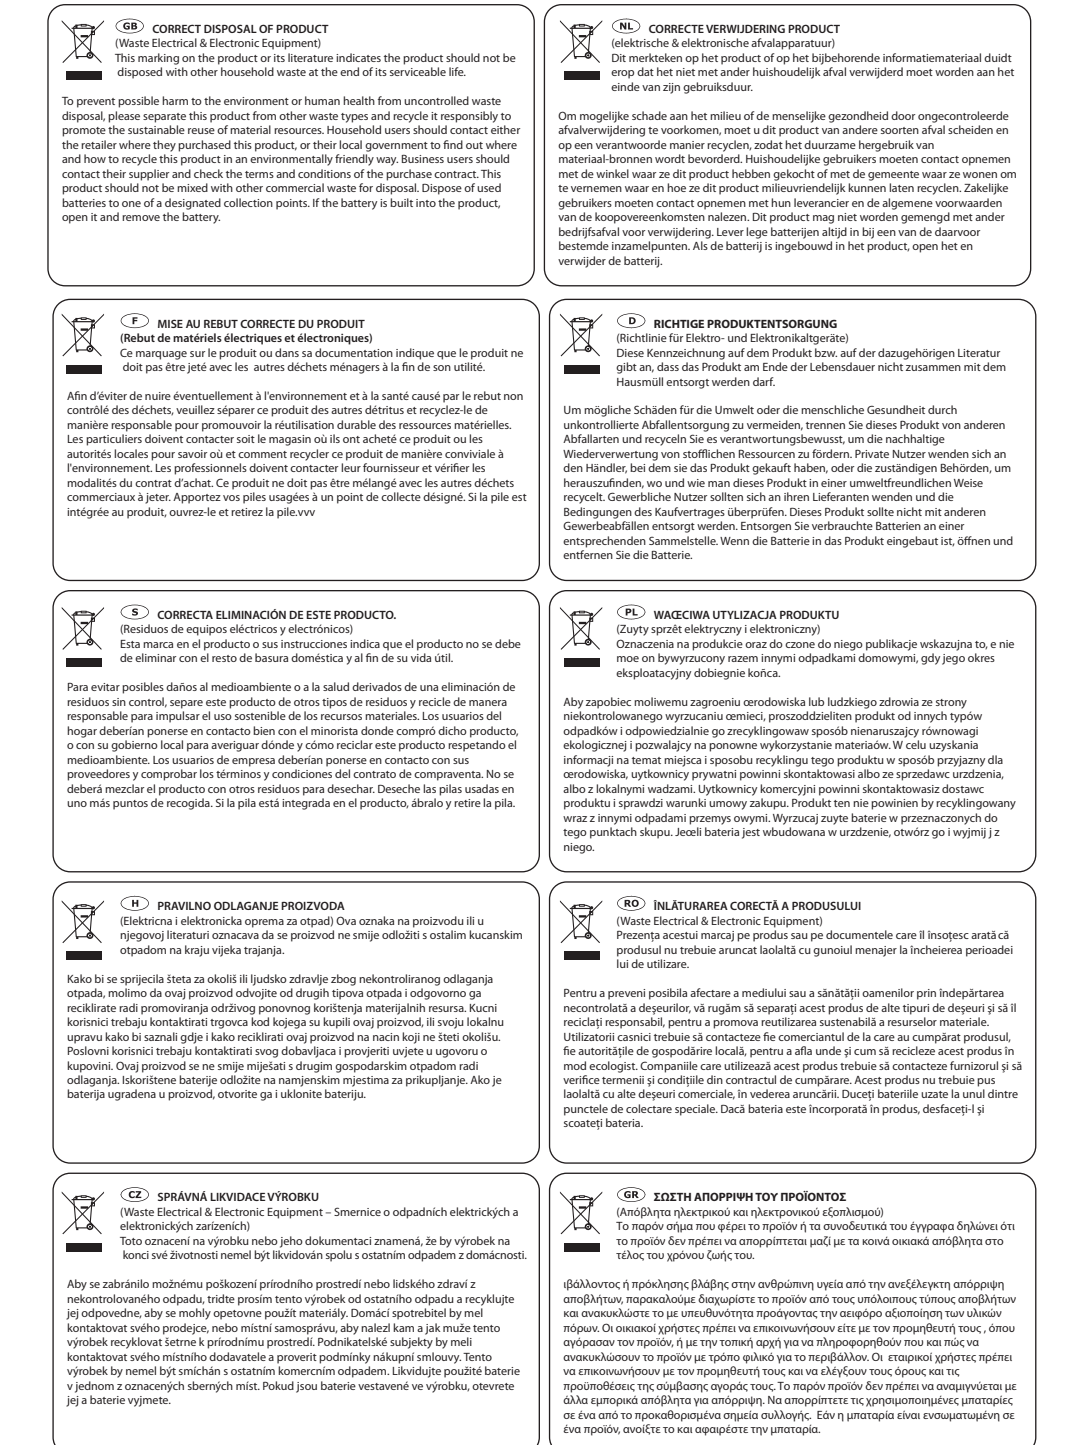 GB CORRECT DISPOSAL OF PRODUCT
(Waste Electrical & Electronic Equipment)
This marking on the product or its literature indicates the product should not be
disposed with other household waste at the end of its serviceable life.
To prevent possible harm to the environment or human health from uncontrolled waste
disposal, please separate this product from other waste types and recycle it responsibly to
promote the sustainable reuse of material resources. Household users should contact either
the retailer where they purchased this product, or their local government to find out where
and how to recycle this product in an environmentally friendly way. Business users should
contact their supplier and check the terms and conditions of the purchase contract. This
product should not be mixed with other commercial waste for disposal. Dispose of used
batteries to one of a designated collection points. If the battery is built into the product,
open it and remove the battery.
NL CORRECTE VERWIJDERING PRODUCT
(elektrische & elektronische afvalapparatuur)
Dit merkteken op het product of op het bijbehorende informatiemateriaal duidt
erop dat het niet met ander huishoudelijk afval verwijderd moet worden aan het
einde van zijn gebruiksduur.
Om mogelijke schade aan het milieu of de menselijke gezondheid door ongecontroleerde
afvalverwijdering te voorkomen, moet u dit product van andere soorten afval scheiden en
op een verantwoorde manier recyclen, zodat het duurzame hergebruik van
materiaal-bronnen wordt bevorderd. Huishoudelijke gebruikers moeten contact opnemen
met de winkel waar ze dit product hebben gekocht of met de gemeente waar ze wonen om
te vernemen waar en hoe ze dit product milieuvriendelijk kunnen laten recyclen. Zakelijke
gebruikers moeten contact opnemen met hun leverancier en de algemene voorwaarden
van de koopovereenkomsten nalezen. Dit product mag niet worden gemengd met ander
bedrijfsafval voor verwijdering. Lever lege batterijen altijd in bij een van de daarvoor
bestemde inzamelpunten. Als de batterij is ingebouwd in het product, open het en
verwijder de batterij.
F MISE AU REBUT CORRECTE DU PRODUIT
(Rebut de matériels électriques et électroniques)
Ce marquage sur le produit ou dans sa documentation indique que le produit ne
doit pas être jeté avec les autres déchets ménagers à la fin de son utilité.
Afin d'éviter de nuire éventuellement à l'environnement et à la santé causé par le rebut non
contrôlé des déchets, veuillez séparer ce produit des autres détritus et recyclez-le de
manière responsable pour promouvoir la réutilisation durable des ressources matérielles.
Les particuliers doivent contacter soit le magasin où ils ont acheté ce produit ou les
autorités locales pour savoir où et comment recycler ce produit de manière conviviale à
l'environnement. Les professionnels doivent contacter leur fournisseur et vérifier les
modalités du contrat d'achat. Ce produit ne doit pas être mélangé avec les autres déchets
commerciaux à jeter. Apportez vos piles usagées à un point de collecte désigné. Si la pile est
intégrée au produit, ouvrez-le et retirez la pile.vvv
D RICHTIGE PRODUKTENTSORGUNG
(Richtlinie für Elektro- und Elektronikaltgeräte)
Diese Kennzeichnung auf dem Produkt bzw. auf der dazugehörigen Literatur
gibt an, dass das Produkt am Ende der Lebensdauer nicht zusammen mit dem
Hausmüll entsorgt werden darf.
Um mögliche Schäden für die Umwelt oder die menschliche Gesundheit durch
unkontrollierte Abfallentsorgung zu vermeiden, trennen Sie dieses Produkt von anderen
Abfallarten und recyceln Sie es verantwortungsbewusst, um die nachhaltige
Wiederverwertung von stofflichen Ressourcen zu fördern. Private Nutzer wenden sich an
den Händler, bei dem sie das Produkt gekauft haben, oder die zuständigen Behörden, um
herauszufinden, wo und wie man dieses Produkt in einer umweltfreundlichen Weise
recycelt. Gewerbliche Nutzer sollten sich an ihren Lieferanten wenden und die
Bedingungen des Kaufvertrages überprüfen. Dieses Produkt sollte nicht mit anderen
Gewerbeabfällen entsorgt werden. Entsorgen Sie verbrauchte Batterien an einer
entsprechenden Sammelstelle. Wenn die Batterie in das Produkt eingebaut ist, öffnen und
entfernen Sie die Batterie.
S CORRECTA ELIMINACIÓN DE ESTE PRODUCTO.
(Residuos de equipos eléctricos y electrónicos)
Esta marca en el producto o sus instrucciones indica que el producto no se debe
de eliminar con el resto de basura doméstica y al fin de su vida útil.
Para evitar posibles daños al medioambiente o a la salud derivados de una eliminación de
residuos sin control, separe este producto de otros tipos de residuos y recicle de manera
responsable para impulsar el uso sostenible de los recursos materiales. Los usuarios del
hogar deberían ponerse en contacto bien con el minorista donde compró dicho producto,
o con su gobierno local para averiguar dónde y cómo reciclar este producto respetando el
medioambiente. Los usuarios de empresa deberían ponerse en contacto con sus
proveedores y comprobar los términos y condiciones del contrato de compraventa. No se
deberá mezclar el producto con otros residuos para desechar. Deseche las pilas usadas en
uno más puntos de recogida. Si la pila está integrada en el producto, ábralo y retire la pila.
PL WAŒCIWA UTYLIZACJA PRODUKTU
(Zuyty sprzêt elektryczny i elektroniczny)
Oznaczenia na produkcie oraz do czone do niego publikacje wskazujna to, e nie
moe on bywyrzucony razem innymi odpadkami domowymi, gdy jego okres
eksploatacyjny dobiegnie koñca.
Aby zapobiec moliwemu zagroeniu œrodowiska lub ludzkiego zdrowia ze strony
niekontrolowanego wyrzucaniu œmieci, proszoddzieliten produkt od innych typów
odpadków i odpowiedzialnie go zrecyklingowaw sposób nienaruszajcy równowagi
ekologicznej i pozwalajcy na ponowne wykorzystanie materiaów. W celu uzyskania
informacji na temat miejsca i sposobu recyklingu tego produktu w sposób przyjazny dla
œrodowiska, uytkownicy prywatni powinni skontaktowasi albo ze sprzedawc urzdzenia,
albo z lokalnymi wadzami. Uytkownicy komercyjni powinni skontaktowasiz dostawc
produktu i sprawdzi warunki umowy zakupu. Produkt ten nie powinien by recyklingowany
wraz z innymi odpadami przemys owymi. Wyrzucaj zuyte baterie w przeznaczonych do
tego punktach skupu. Jeœli bateria jest wbudowana w urzdzenie, otwórz go i wyjmij j z
niego.
H PRAVILNO ODLAGANJE PROIZVODA
(Elektricna i elektronicka oprema za otpad) Ova oznaka na proizvodu ili u
njegovoj literaturi oznacava da se proizvod ne smije odložiti s ostalim kucanskim
otpadom na kraju vijeka trajanja.
Kako bi se sprijecila šteta za okoliš ili ljudsko zdravlje zbog nekontroliranog odlaganja
otpada, molimo da ovaj proizvod odvojite od drugih tipova otpada i odgovorno ga
reciklirate radi promoviranja održivog ponovnog korištenja materijalnih resursa. Kucni
korisnici trebaju kontaktirati trgovca kod kojega su kupili ovaj proizvod, ili svoju lokalnu
upravu kako bi saznali gdje i kako reciklirati ovaj proizvod na nacin koji ne šteti okolišu.
Poslovni korisnici trebaju kontaktirati svog dobavljaca i provjeriti uvjete u ugovoru o
kupovini. Ovaj proizvod se ne smije miješati s drugim gospodarskim otpadom radi
odlaganja. Iskorištene baterije odložite na namjenskim mjestima za prikupljanje. Ako je
baterija ugradena u proizvod, otvorite ga i uklonite bateriju.
RO ÎNLĂTURAREA CORECTĂ A PRODUSULUI
(Waste Electrical & Electronic Equipment)
Prezența acestui marcaj pe produs sau pe documentele care îl însoțesc arată că
produsul nu trebuie aruncat laolaltă cu gunoiul menajer la încheierea perioadei
lui de utilizare.
Pentru a preveni posibila afectare a mediului sau a sănătății oamenilor prin îndepărtarea
necontrolată a deșeurilor, vă rugăm să separați acest produs de alte tipuri de deșeuri și să îl
reciclați responsabil, pentru a promova reutilizarea sustenabilă a resurselor materiale.
Utilizatorii casnici trebuie să contacteze fie comerciantul de la care au cumpărat produsul,
fie autoritățile de gospodărire locală, pentru a afla unde și cum să recicleze acest produs în
mod ecologist. Companiile care utilizează acest produs trebuie să contacteze furnizorul și să
verifice termenii și condițiile din contractul de cumpărare. Acest produs nu trebuie pus
laolaltă cu alte deșeuri comerciale, în vederea aruncării. Duceți bateriile uzate la unul dintre
punctele de colectare speciale. Dacă bateria este încorporată în produs, desfaceți-l și
scoateți bateria.
CZ SPRÁVNÁ LIKVIDACE VÝROBKU
(Waste Electrical & Electronic Equipment – Smernice o odpadních elektrických a
elektronických zarízeních)
Toto oznacení na výrobku nebo jeho dokumentaci znamená, že by výrobek na
konci své životnosti nemel být likvidován spolu s ostatním odpadem z domácnosti.
Aby se zabránilo možnému poškození prírodního prostredí nebo lidského zdraví z
nekontrolovaného odpadu, tridte prosím tento výrobek od ostatního odpadu a recyklujte
jej odpovedne, aby se mohly opetovne použít materiály. Domácí spotrebitel by mel
kontaktovat svého prodejce, nebo místní samosprávu, aby nalezl kam a jak muže tento
výrobek recyklovat šetrne k prírodnímu prostredí. Podnikatelské subjekty by meli
kontaktovat svého místního dodavatele a proverit podmínky nákupní smlouvy. Tento
výrobek by nemel být smíchán s ostatním komercním odpadem. Likvidujte použité baterie
v jednom z oznacených sberných míst. Pokud jsou baterie vestavené ve výrobku, otevrete
jej a baterie vyjmete.
GR ΣΩΣΤΗ ΑΠΟΡΡΙΨΗ ΤΟΥ ΠΡΟΪΟΝΤΟΣ
(Απόβλητα ηλεκτρικού και ηλεκτρονικού εξοπλισμού)
Το παρόν σήμα που φέρει το προϊόν ή τα συνοδευτικά του έγγραφα δηλώνει ότι
το προϊόν δεν πρέπει να απορρίπτεται μαζί με τα κοινά οικιακά απόβλητα στο
τέλος του χρόνου ζωής του.
ιβάλλοντος ή πρόκλησης βλάβης στην ανθρώπινη υγεία από την ανεξέλεγκτη απόρριψη
αποβλήτων, παρακαλούμε διαχωρίστε το προϊόν από τους υπόλοιπους τύπους αποβλήτων
και ανακυκλώστε το με υπευθυνότητα προάγοντας την αειφόρο αξιοποίηση των υλικών
πόρων. Οι οικιακοί χρήστες πρέπει να επικοινωνήσουν είτε με τον προμηθευτή τους , όπου
αγόρασαν τον προϊόν, ή με την τοπική αρχή για να πληροφορηθούν που και πώς να
ανακυκλώσουν το προϊόν με τρόπο φιλικό για το περιβάλλον. Οι εταιρικοί χρήστες πρέπει
να επικοινωνήσουν με τον προμηθευτή τους και να ελέγξουν τους όρους και τις
προϋποθέσεις της σύμβασης αγοράς τους. Το παρόν προϊόν δεν πρέπει να αναμιγνύεται με
άλλα εμπορικά απόβλητα για απόρριψη. Να απορρίπτετε τις χρησιμοποιημένες μπαταρίες
σε ένα από το προκαθορισμένα σημεία συλλογής. Εάν η μπαταρία είναι ενσωματωμένη σε
ένα προϊόν, ανοίξτε το και αφαιρέστε την μπαταρία.